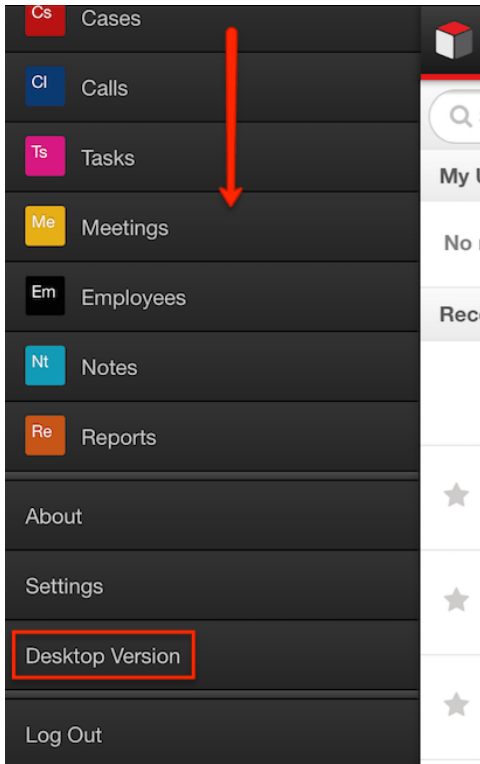 Cs Cases
Cl Calls
Ts Tasks
My
Me Meetings
No
Em Employees
Rec
Nt Notes
Re Reports
About
Settings
Desktop Version
Log Out